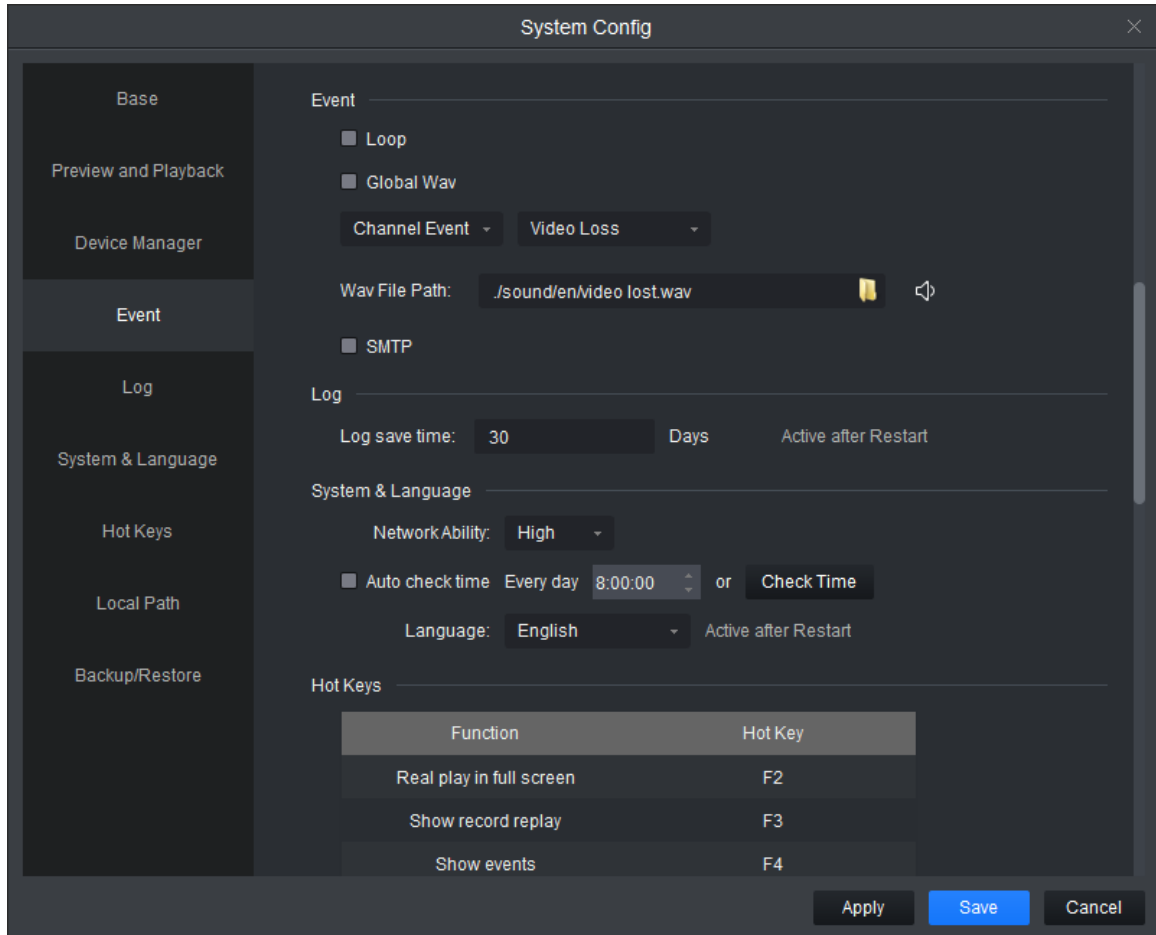 System Config
Base
Preview and Playback
Device Manager
Event
Log
System & Language
Hot Keys
Local Path
Backup/Restore
Event
Loop
Global Wav
Channel Event Video Loss
Wav File Path: ./sound/en/video lost.wav
SMTP
Log
Log save time: 30 Days Active after Restart
System & Language
Network Ability: High
Auto check time Every day 8:00:00 or Check Time
Language: English Active after Restart
Hot Keys
Function Hot Key
Real play in full screen F2
Show record replay F3
Show events F4
Apply Save Cancel